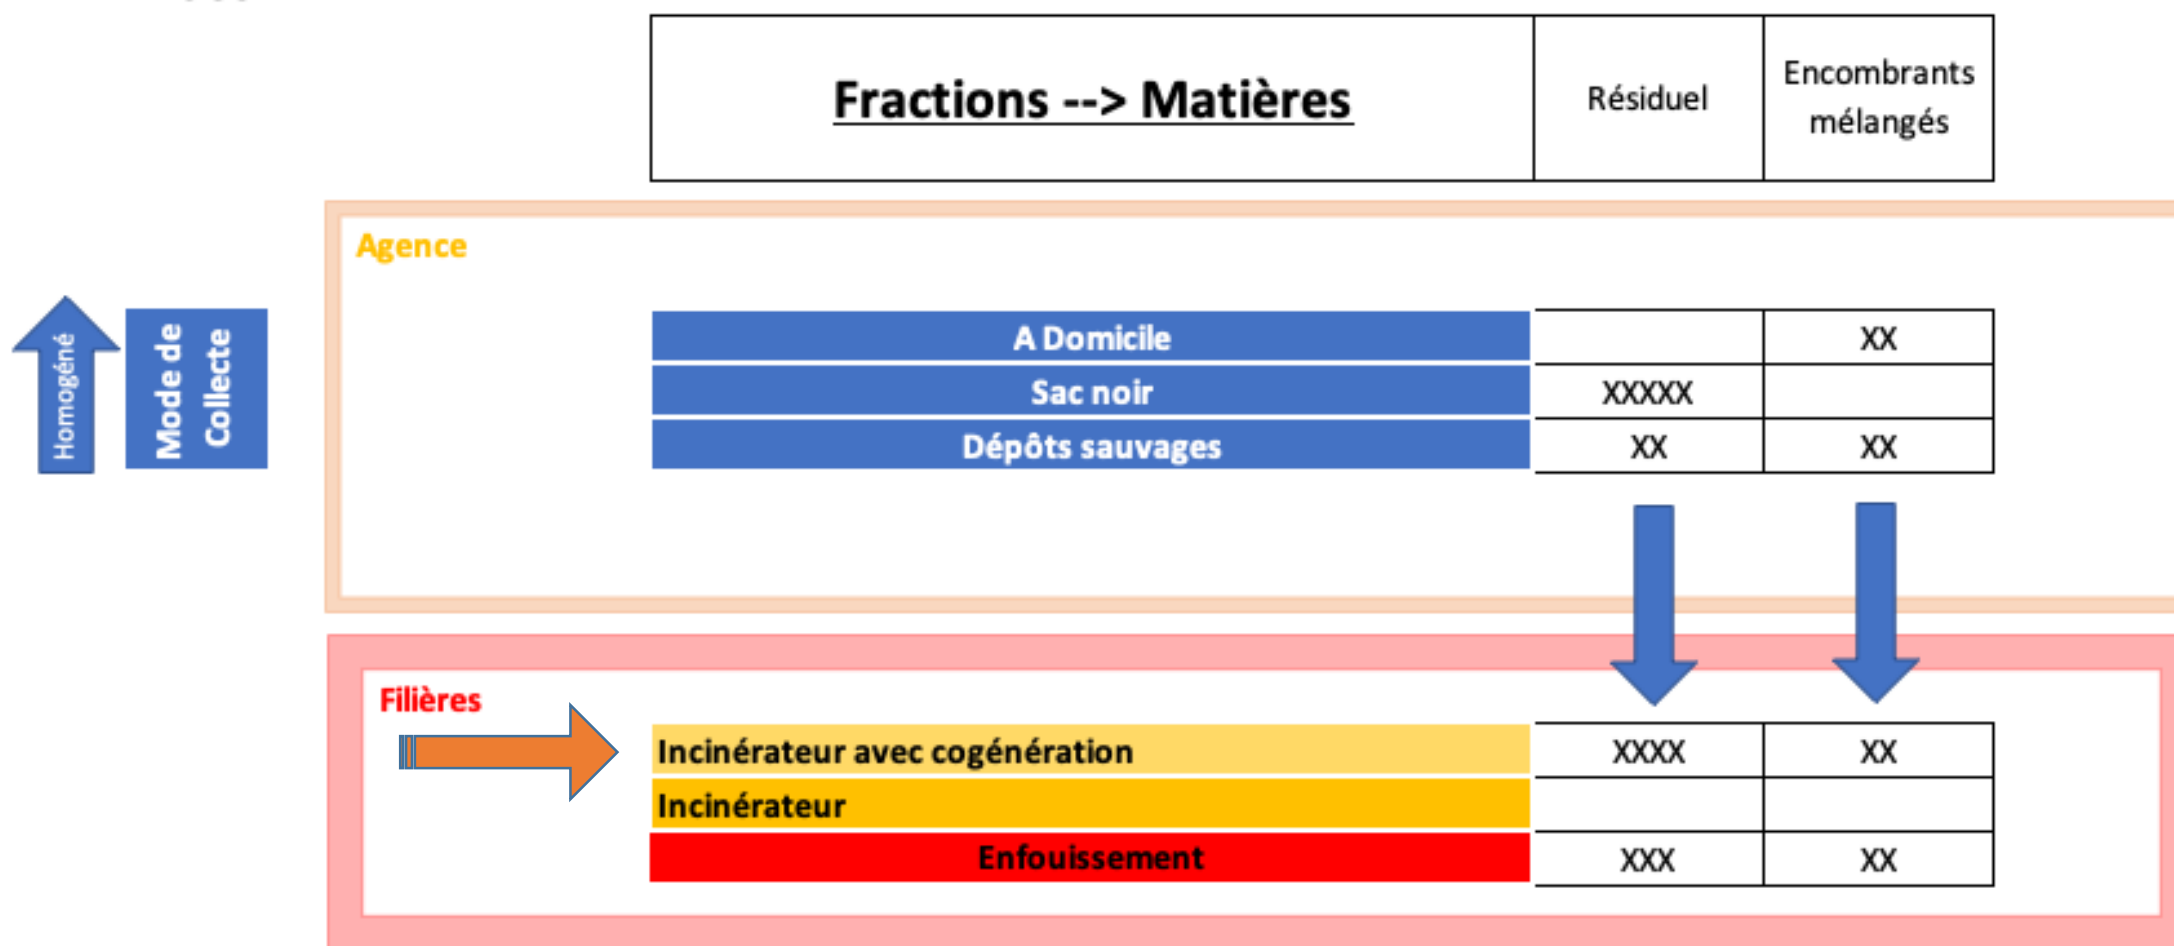 Fractions --> Matières
Résiduel
Encombrants
mélangés
Agence
Homogéné
Mode de
Collecte
A Domicile
XX
Sac noir
XXXXX
Dépôts sauvages
XX
XX
Filières
Incinérateur avec cogénération
XXXX
XX
Incinérateur
Enfouissement
XXX
XX